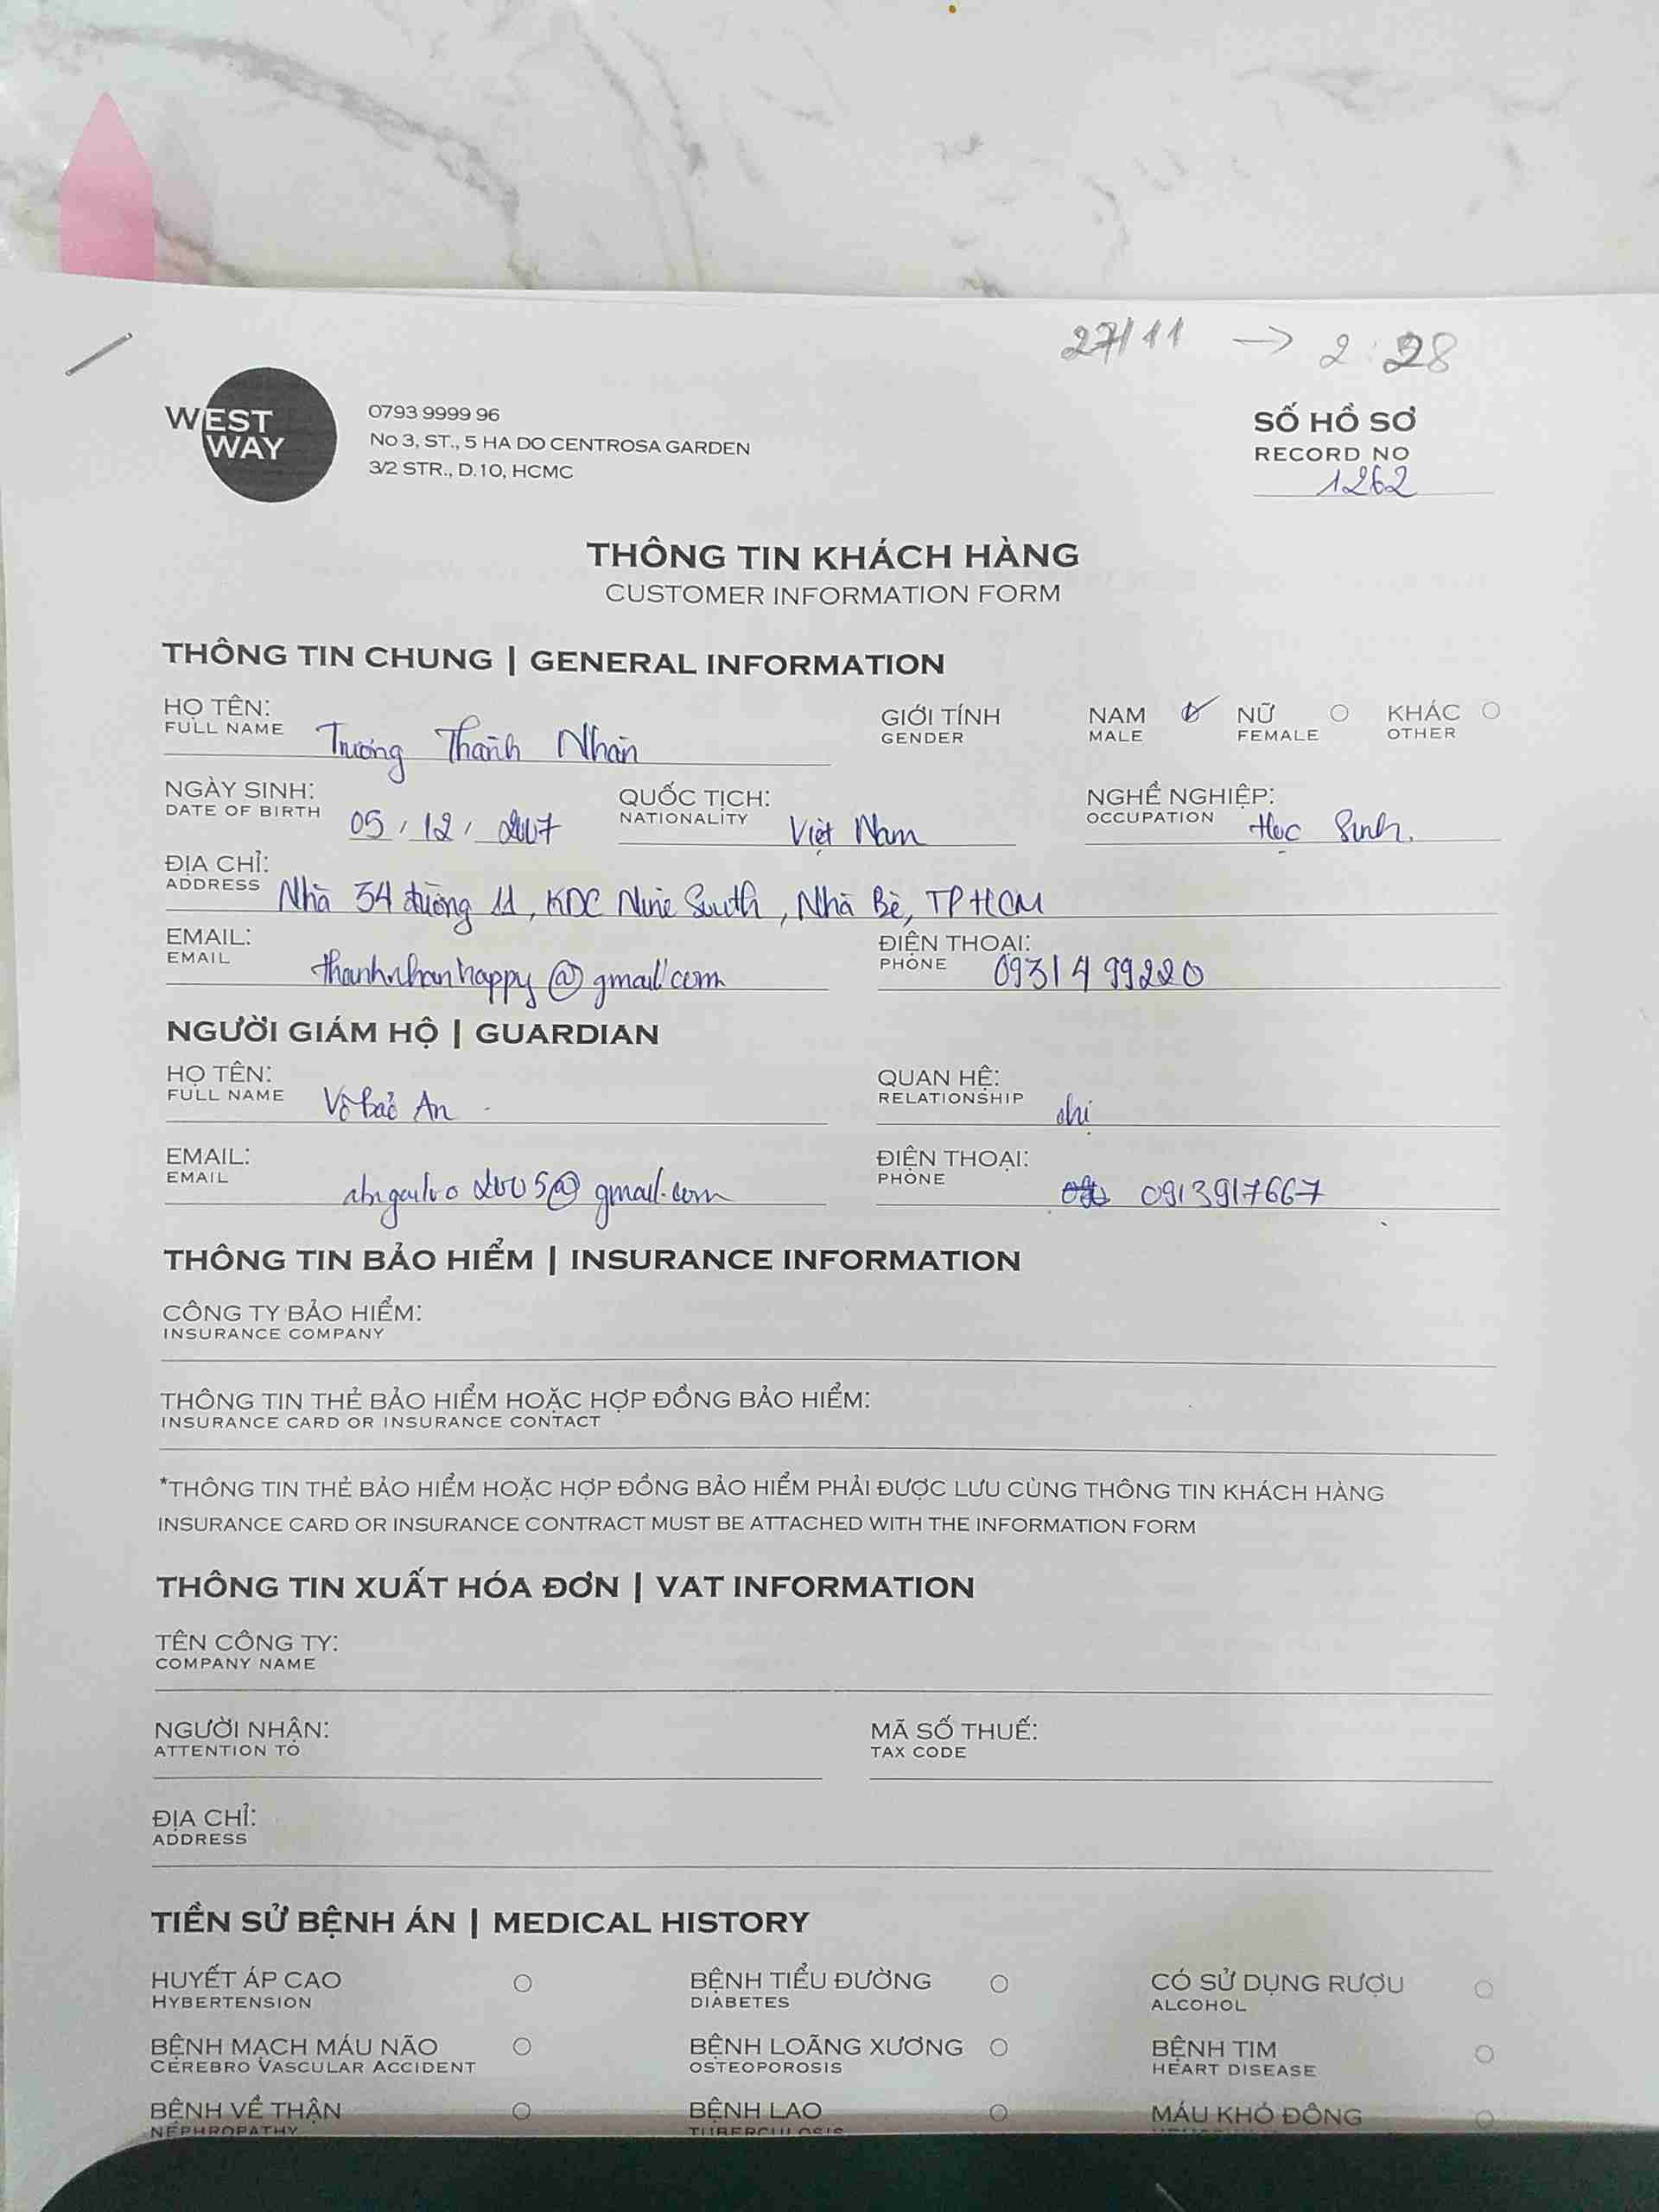 27/11 → 2:28
WEST WAY
0793 9999 96
NO 3, ST., 5 HA DO CENTROSA GARDEN
3/2 STR., D.10, HCMC
SỐ HỒ SƠ
RECORD NO
1262
THÔNG TIN KHÁCH HÀNG
CUSTOMER INFORMATION FORM
THÔNG TIN CHUNG | GENERAL INFORMATION
HỌ TÊN: GIỚI TÍNH NAM NỮ KHÁC
FULL NAME Trương Thành Nhân GENDER MALE FEMALE OTHER
NGÀY SINH: QUỐC TỊCH: NGHỀ NGHIỆP:
DATE OF BIRTH 05 / 12 / 2007 NATIONALITY Việt Nam OCCUPATION Học Sinh.
ĐỊA CHỈ:
ADDRESS Nhà 54 đường 11, KDC Nine South, Nhà Bè, TP HCM
EMAIL: ĐIỆN THOẠI:
EMAIL thanhnhanhappy@gmail.com PHONE 0931499220
NGƯỜI GIÁM HỘ | GUARDIAN
HỌ TÊN: QUAN HỆ:
FULL NAME Võ Bảo An RELATIONSHIP chị
EMAIL: ĐIỆN THOẠI:
EMAIL PHONE 0913917667
THÔNG TIN BẢO HIỂM | INSURANCE INFORMATION
CÔNG TY BẢO HIỂM:
INSURANCE COMPANY
THÔNG TIN THẺ BẢO HIỂM HOẶC HỢP ĐỒNG BẢO HIỂM:
INSURANCE CARD OR INSURANCE CONTACT
*THÔNG TIN THẺ BẢO HIỂM HOẶC HỢP ĐỒNG BẢO HIỂM PHẢI ĐƯỢC LƯU CÙNG THÔNG TIN KHÁCH HÀNG
INSURANCE CARD OR INSURANCE CONTRACT MUST BE ATTACHED WITH THE INFORMATION FORM
THÔNG TIN XUẤT HÓA ĐƠN | VAT INFORMATION
TÊN CÔNG TY:
COMPANY NAME
NGƯỜI NHẬN: MÃ SỐ THUẾ:
ATTENTION TO TAX CODE
ĐỊA CHỈ:
ADDRESS
TIỀN SỬ BỆNH ÁN | MEDICAL HISTORY
HUYẾT ÁP CAO BỆNH TIỂU ĐƯỜNG CÓ SỬ DỤNG RƯỢU
HYBERTENSION DIABETES ALCOHOL
BỆNH MẠCH MÁU NÃO BỆNH LOÃNG XƯƠNG BỆNH TIM
CEREBRO VASCULAR ACCIDENT OSTEOPOROSIS HEART DISEASE
BỆNH VỀ THẬN BỆNH LAO MÁU KHÓ ĐÔNG
NEPHROPATHY TUBERCULOSIS